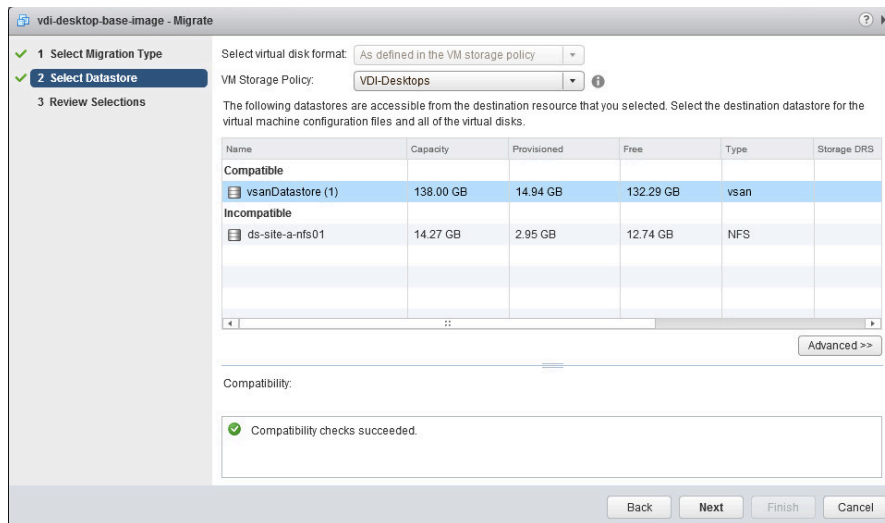 vdi-desktop-base-image - Migrate
?
1 Select Migration Type
2 Select Datastore
3 Review Selections
Select virtual disk format: As defined in the VM storage policy
VM Storage Policy: VDI-Desktops
The following datastores are accessible from the destination resource that you selected. Select the destination datastore for the
virtual machine configuration files and all of the virtual disks.
Name Capacity Provisioned Free Type Storage DRS
Compatible
vsanDatastore (1) 138.00 GB 14.94 GB 132.29 GB vsan
Incompatible
ds-site-a-nfs01 14.27 GB 2.95 GB 12.74 GB NFS
Advanced >>
Compatibility:
Compatibility checks succeeded.
Back Next Finish Cancel